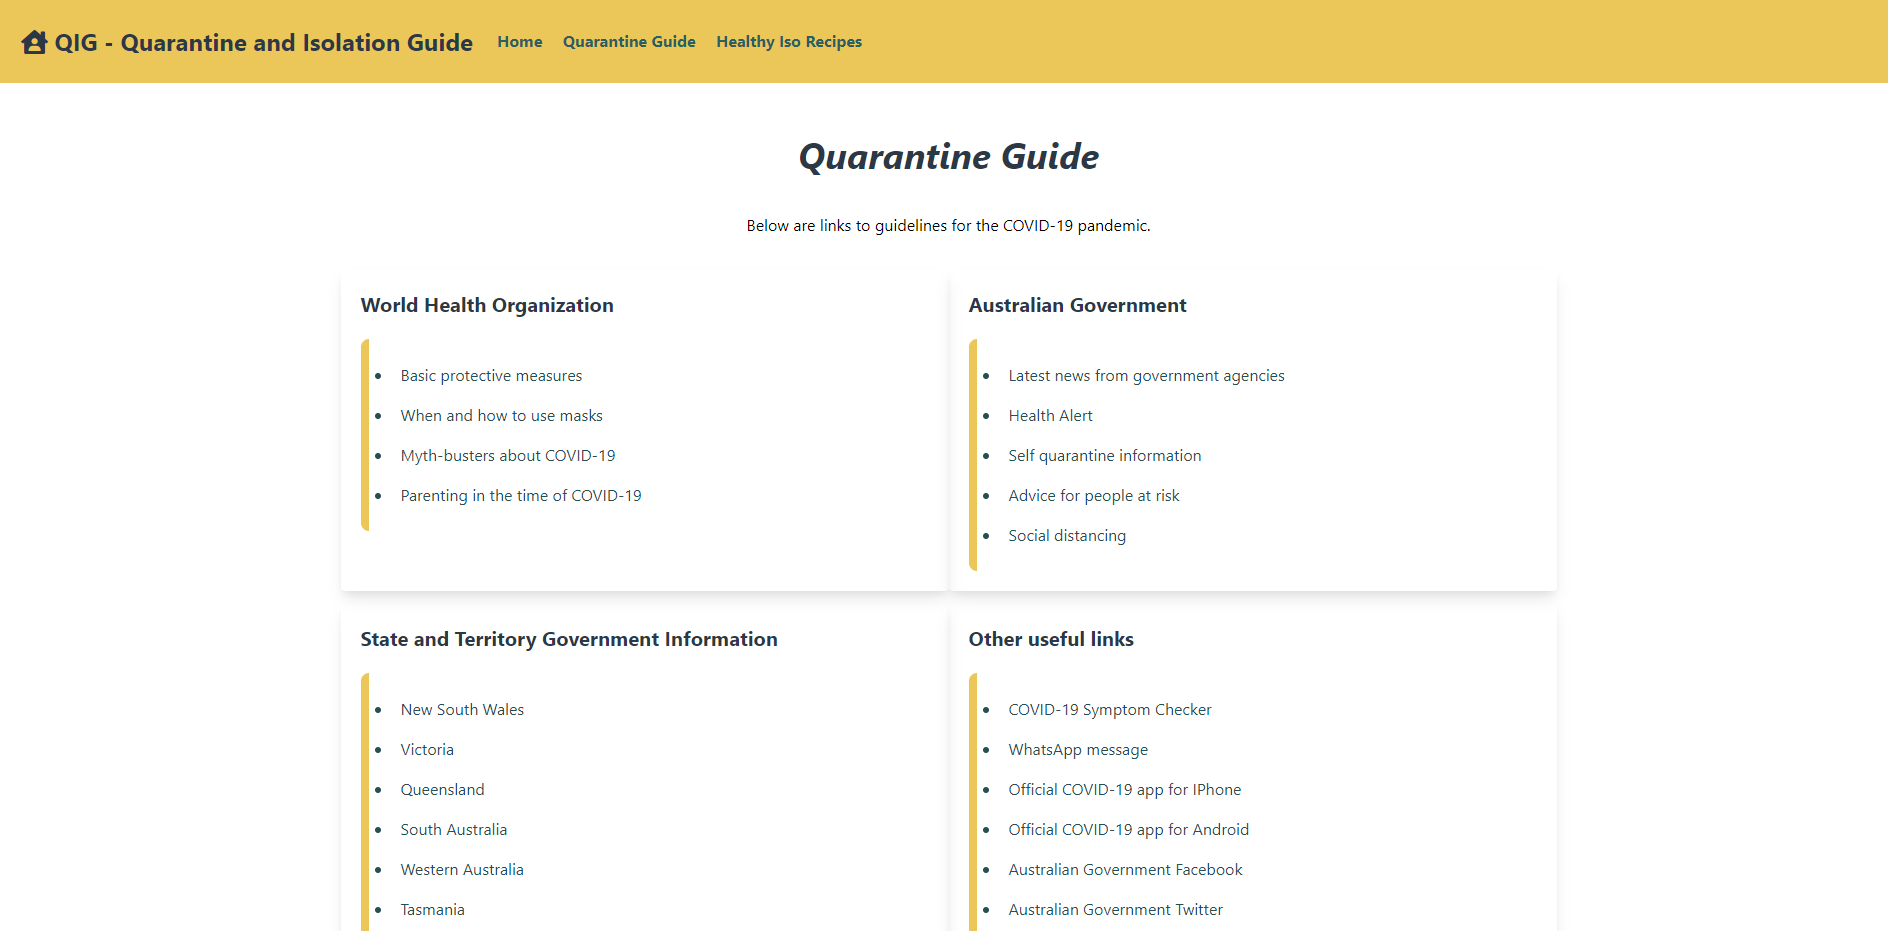 QIG - Quarantine and Isolation Guide Home Quarantine Guide Healthy Iso Recipes
Quarantine Guide
Below are links to guidelines for the COVID-19 pandemic.
World Health Organization
Basic protective measures
When and how to use masks
Myth-busters about COVID-19
Parenting in the time of COVID-19
Australian Government
Latest news from government agencies
Health Alert
Self quarantine information
Advice for people at risk
Social distancing
State and Territory Government Information
New South Wales
Victoria
Queensland
South Australia
Western Australia
Tasmania
Other useful links
COVID-19 Symptom Checker
WhatsApp message
Official COVID-19 app for IPhone
Official COVID-19 app for Android
Australian Government Facebook
Australian Government Twitter